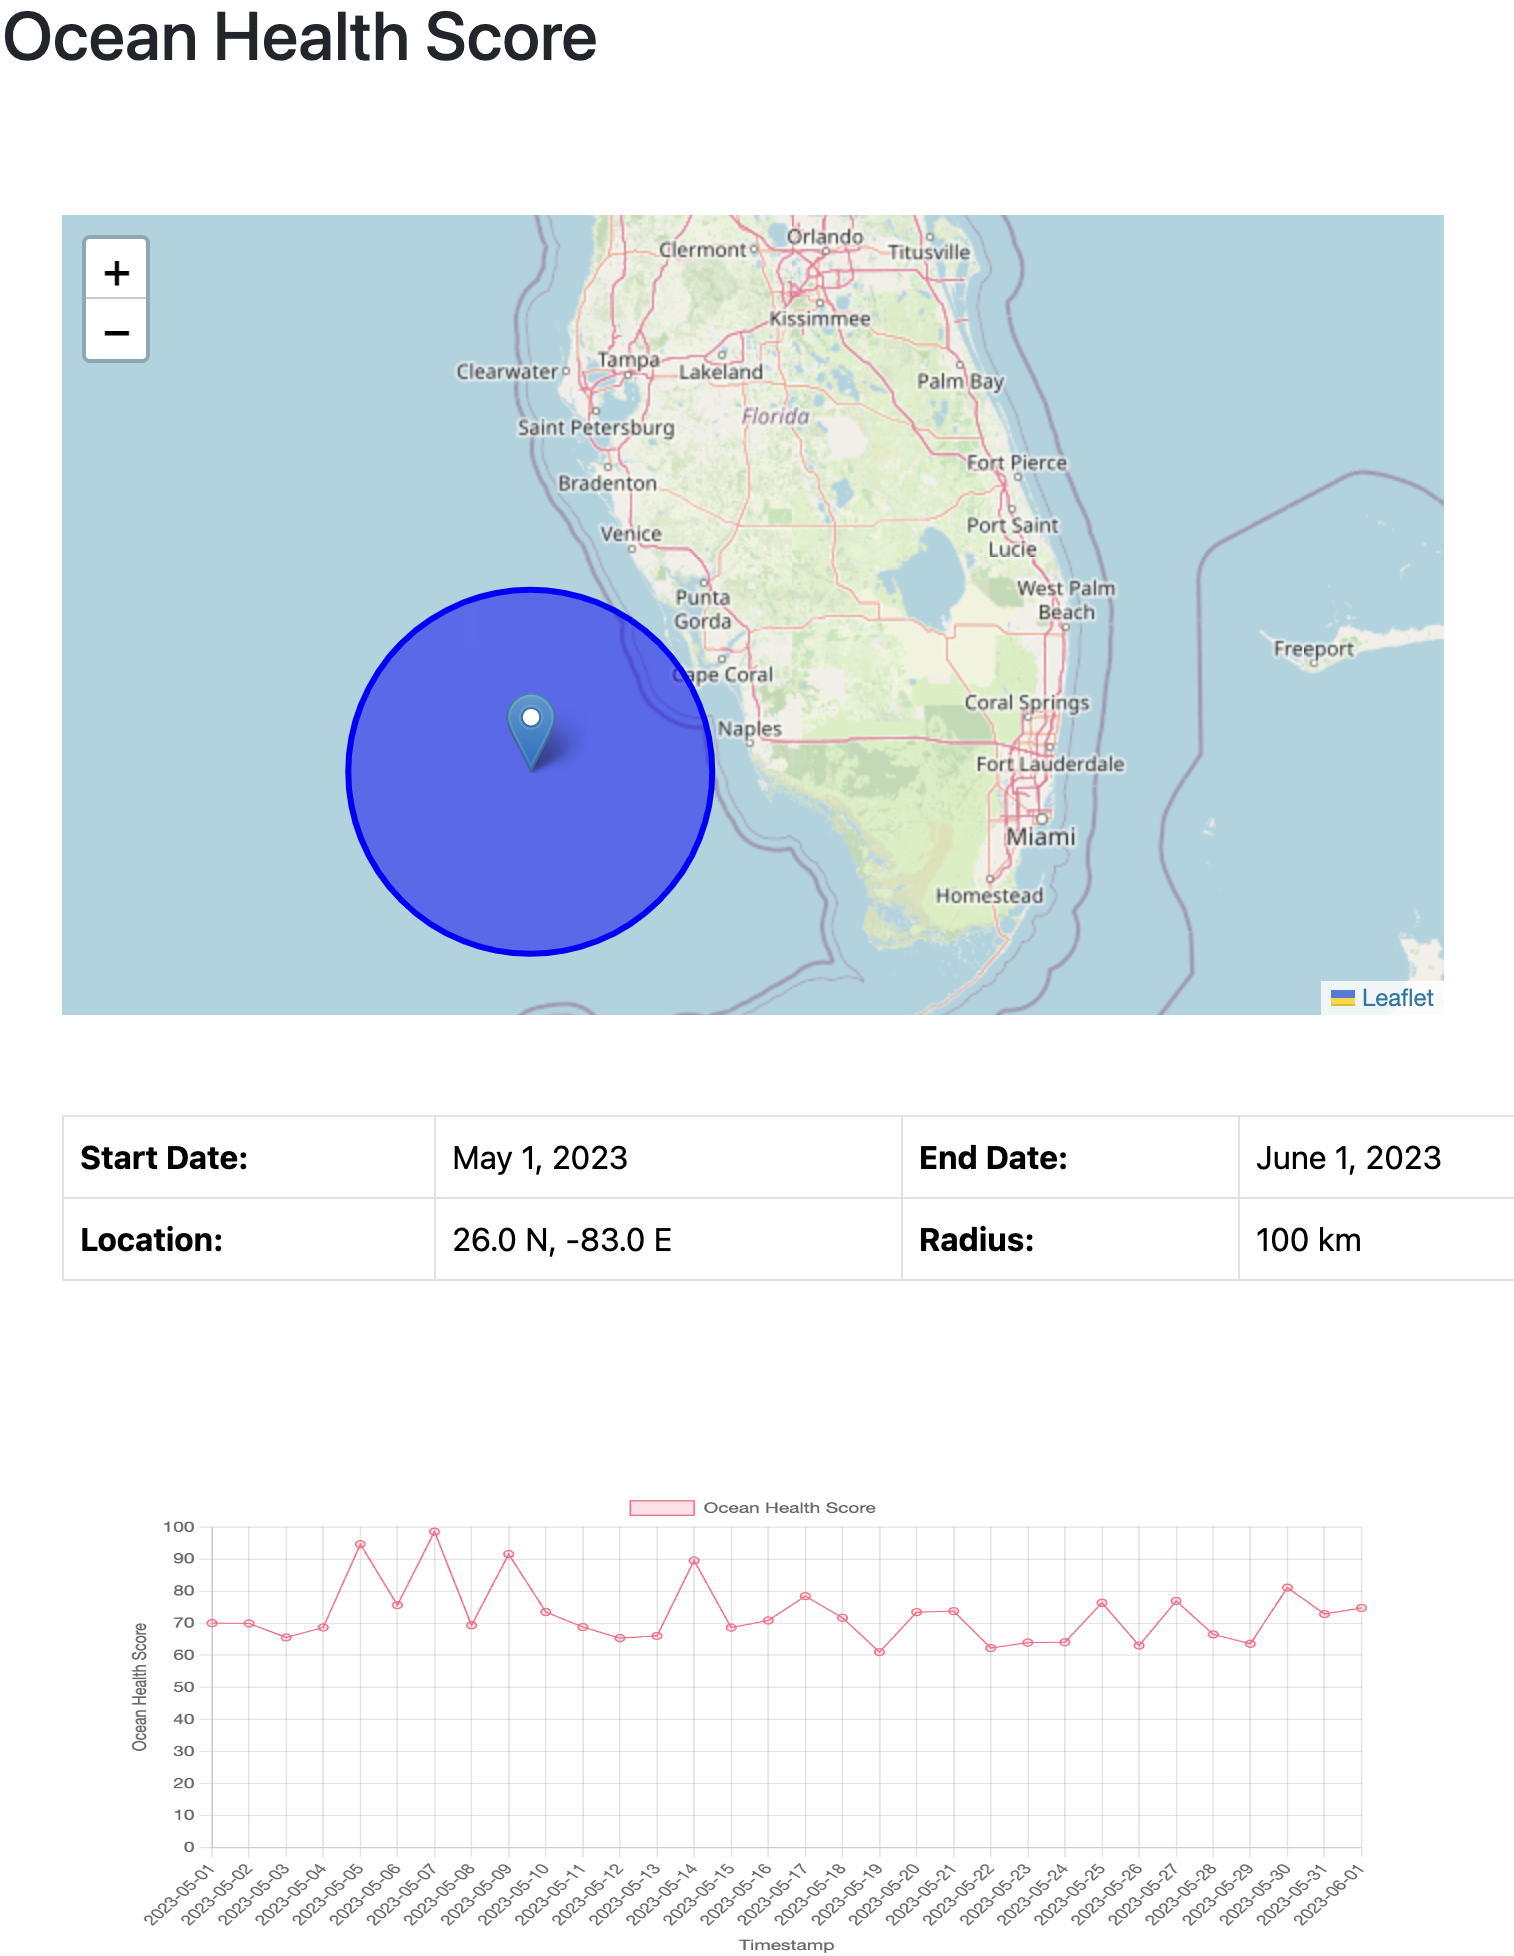 Ocean Health Score
+
−
Orlando
Clermont
Titusville
Kissimmee
Tampa
Clearwater
Lakeland
Palm Bay
Florida
Saint Petersburg
Fort Pierce
Bradenton
Port Saint
Lucie
Venice
West Palm
Beach
Punta
Gorda
Freeport
Cape Coral
Coral Springs
Naples
Fort Lauderdale
Miami
Homestead
Leaflet
Start Date: May 1, 2023 End Date: June 1, 2023
Location: 26.0 N, -83.0 E Radius: 100 km
Ocean Health Score
100
90
80
70
60
50
40
30
20
10
0
Ocean Health Score
2023-05-01
2023-05-02
2023-05-03
2023-05-04
2023-05-05
2023-05-06
2023-05-07
2023-05-08
2023-05-09
2023-05-10
2023-05-11
2023-05-12
2023-05-13
2023-05-14
2023-05-15
2023-05-16
2023-05-17
2023-05-18
2023-05-19
2023-05-20
2023-05-21
2023-05-22
2023-05-23
2023-05-24
2023-05-25
2023-05-26
2023-05-27
2023-05-28
2023-05-29
2023-05-30
2023-05-31
2023-06-01
Timestamp